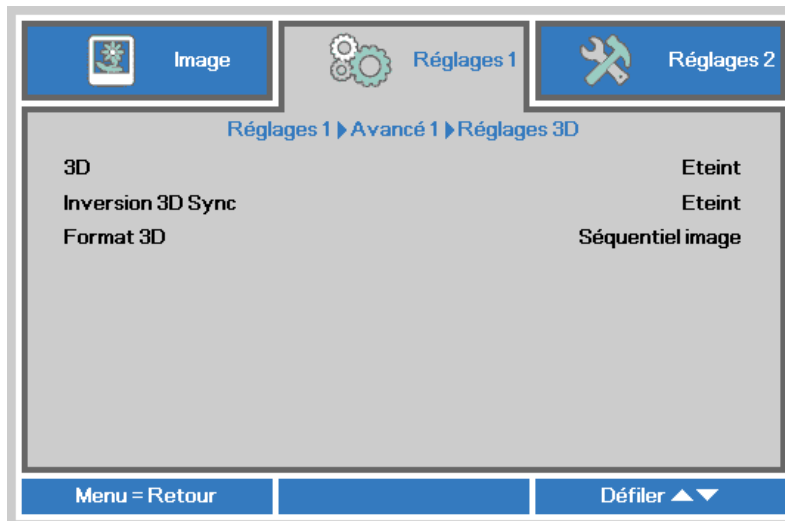 Image
Réglages 1
Réglages 2
Réglages 1 ▶ Avancé 1 ▶ Réglages 3D
3D Eteint
Inversion 3D Sync Eteint
Format 3D Séquentiel image
Menu = Retour
Défiler ▲▼